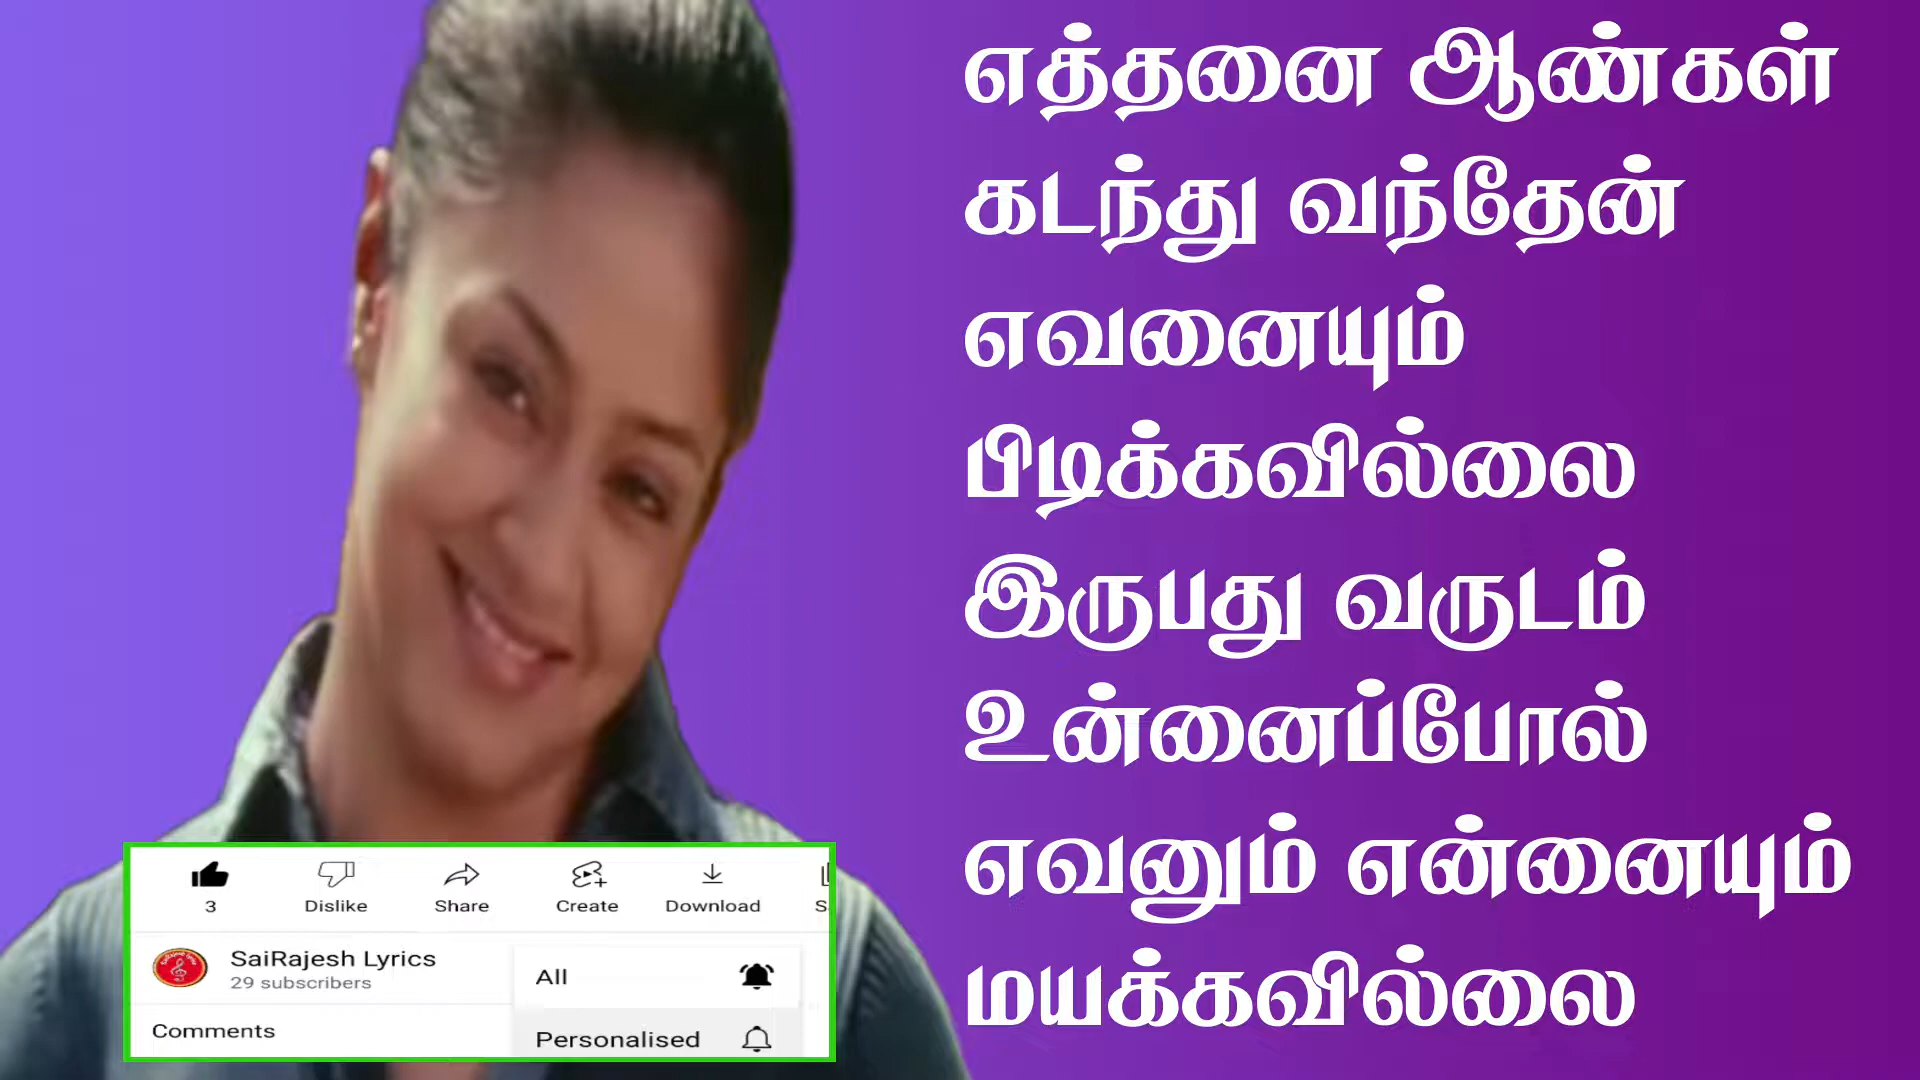 எத்தனை ஆண்கள்
கடந்து வந்தேன்
எவனையும்
பிடிக்கவில்லை
இருபது வருடம்
உன்னைப்போல்
எவனும் என்னையும்
மயக்கவில்லை
3 Dislike Share Create Download
SaiRajesh Lyrics
29 subscribers
All
Comments
Personalised